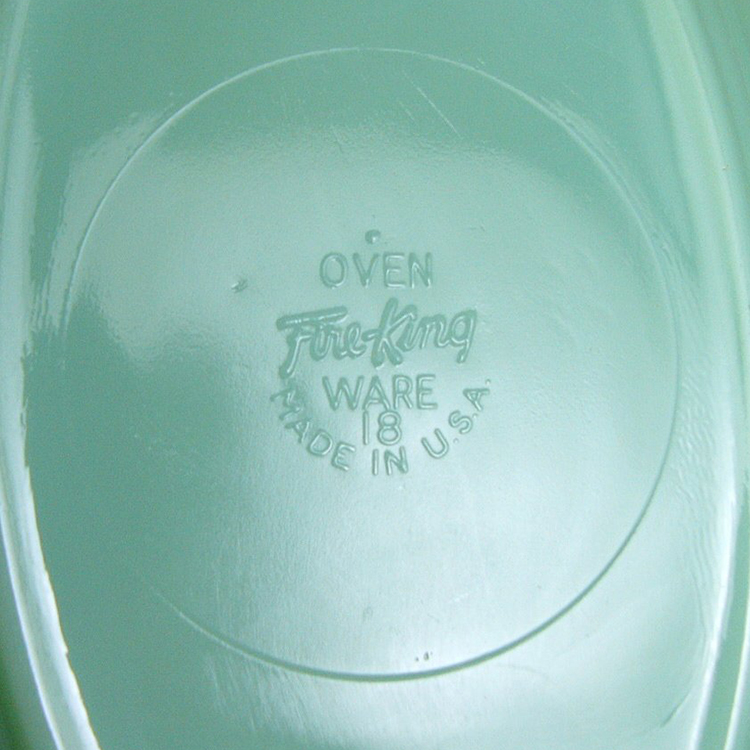 OVEN
Fire-King
WARE
18
MADE IN U.S.A.